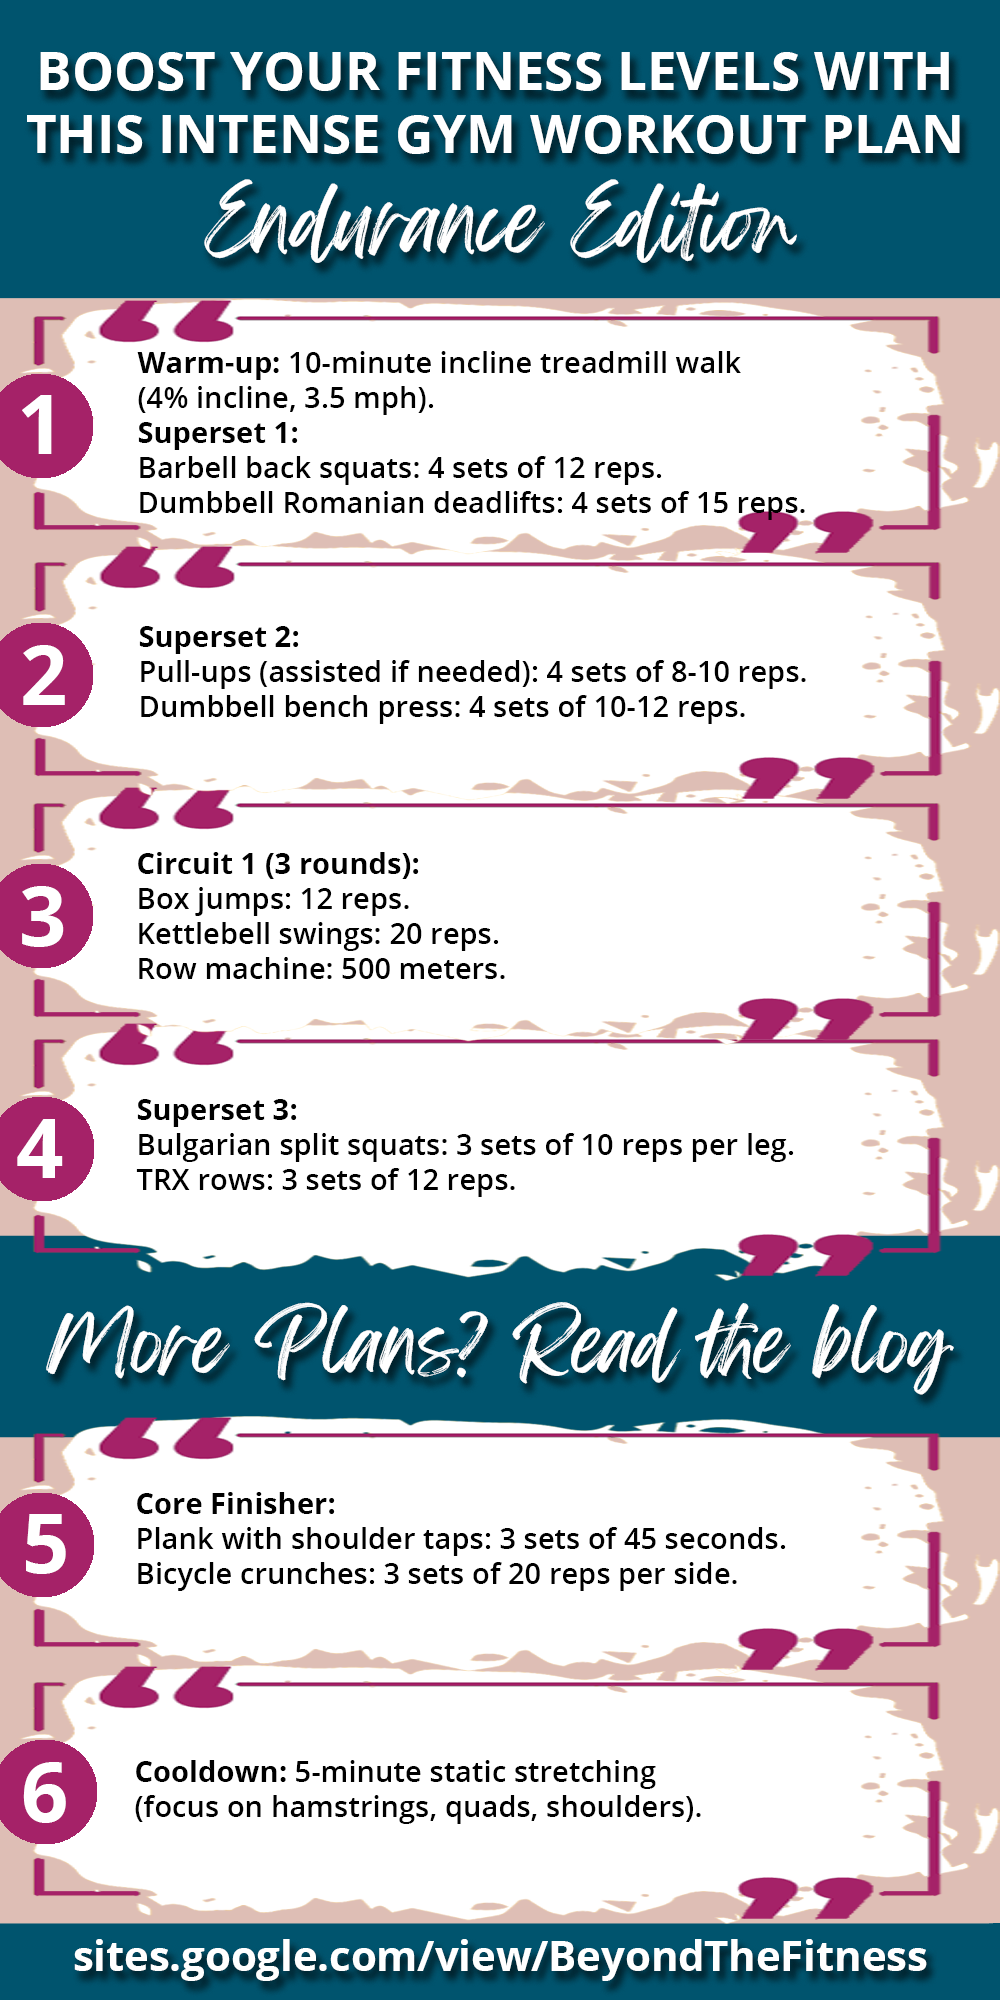 BOOST YOUR FITNESS LEVELS WITH
THIS INTENSE GYM WORKOUT PLAN
Endurance Edition
1
Warm-up: 10-minute incline treadmill walk
(4% incline, 3.5 mph).
Superset 1:
Barbell back squats: 4 sets of 12 reps.
Dumbbell Romanian deadlifts: 4 sets of 15 reps.
2
Superset 2:
Pull-ups (assisted if needed): 4 sets of 8-10 reps.
Dumbbell bench press: 4 sets of 10-12 reps.
3
Circuit 1 (3 rounds):
Box jumps: 12 reps.
Kettlebell swings: 20 reps.
Row machine: 500 meters.
4
Superset 3:
Bulgarian split squats: 3 sets of 10 reps per leg.
TRX rows: 3 sets of 12 reps.
More Plans? Read the blog
5
Core Finisher:
Plank with shoulder taps: 3 sets of 45 seconds.
Bicycle crunches: 3 sets of 20 reps per side.
6
Cooldown: 5-minute static stretching
(focus on hamstrings, quads, shoulders).
sites.google.com/view/BeyondTheFitness